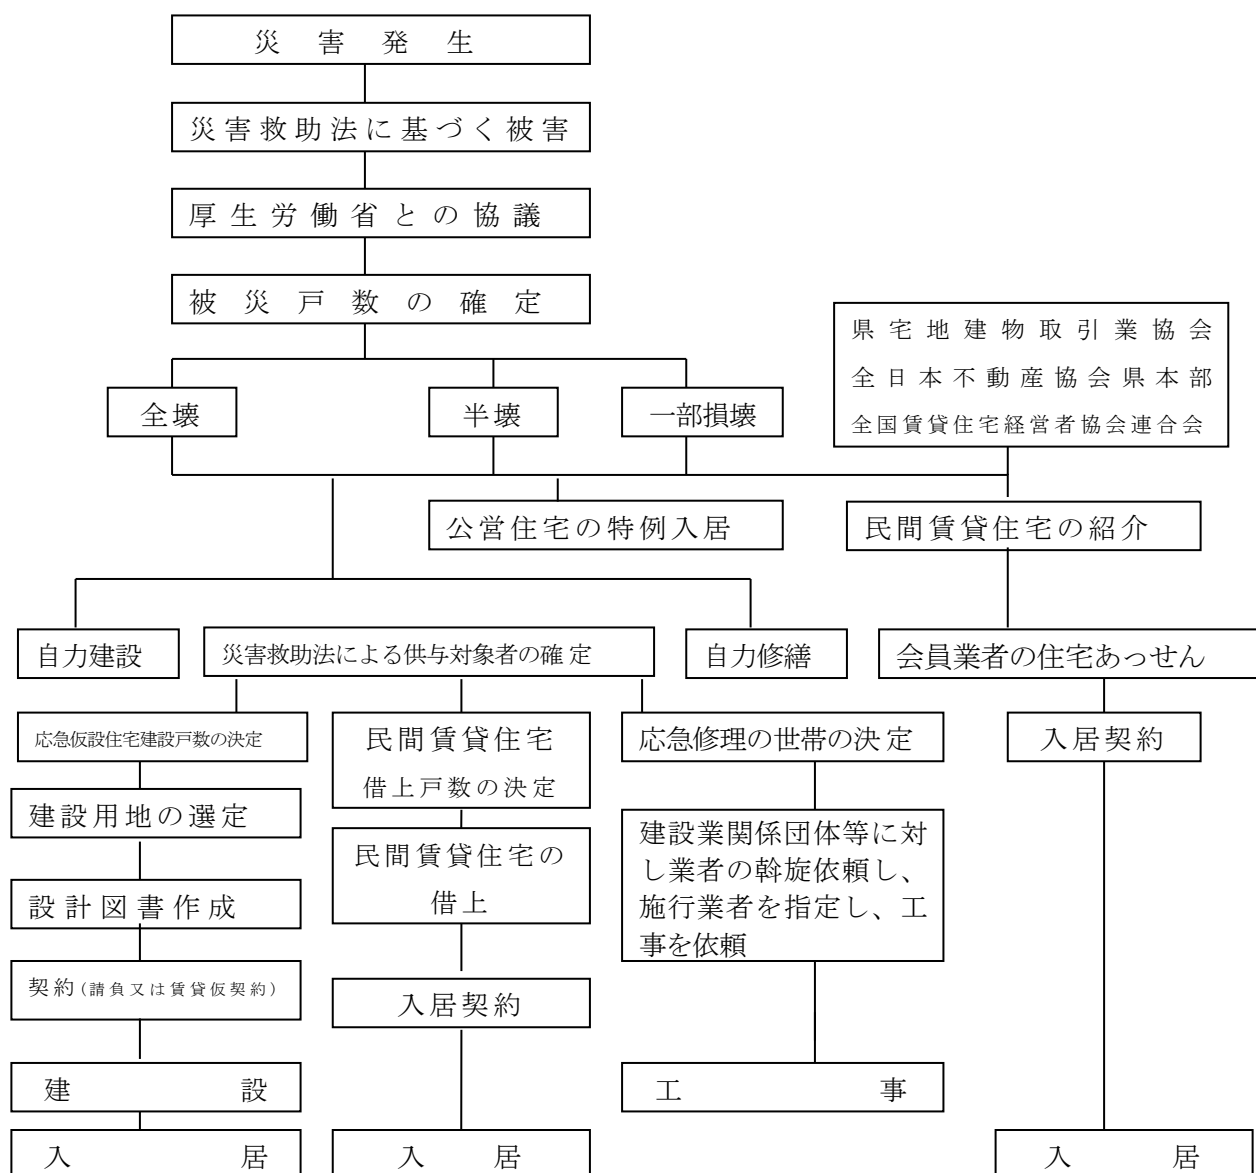 災害発生
災害救助法に基づく被害
厚生労働省との協議
被災戸数の確定
県宅地建物取引業協会
全日本不動産協会県本部
全国賃貸住宅経営者協会連合会
全壊
半壊
一部損壊
公営住宅の特例入居
民間賃貸住宅の紹介
自力建設
災害救助法による供与対象者の確定
自力修繕
会員業者の住宅あっせん
応急仮設住宅建設戸数の決定
民間賃貸住宅
借上戸数の決定
応急修理の世帯の決定
入居契約
建設用地の選定
民間賃貸住宅の
借上
建設業関係団体等に対
し業者の斡旋依頼し、
施行業者を指定し、工
事を依頼
設計図書作成
契約(請負又は賃貸仮契約)
入居契約
建設
工事
入居
入居
入居